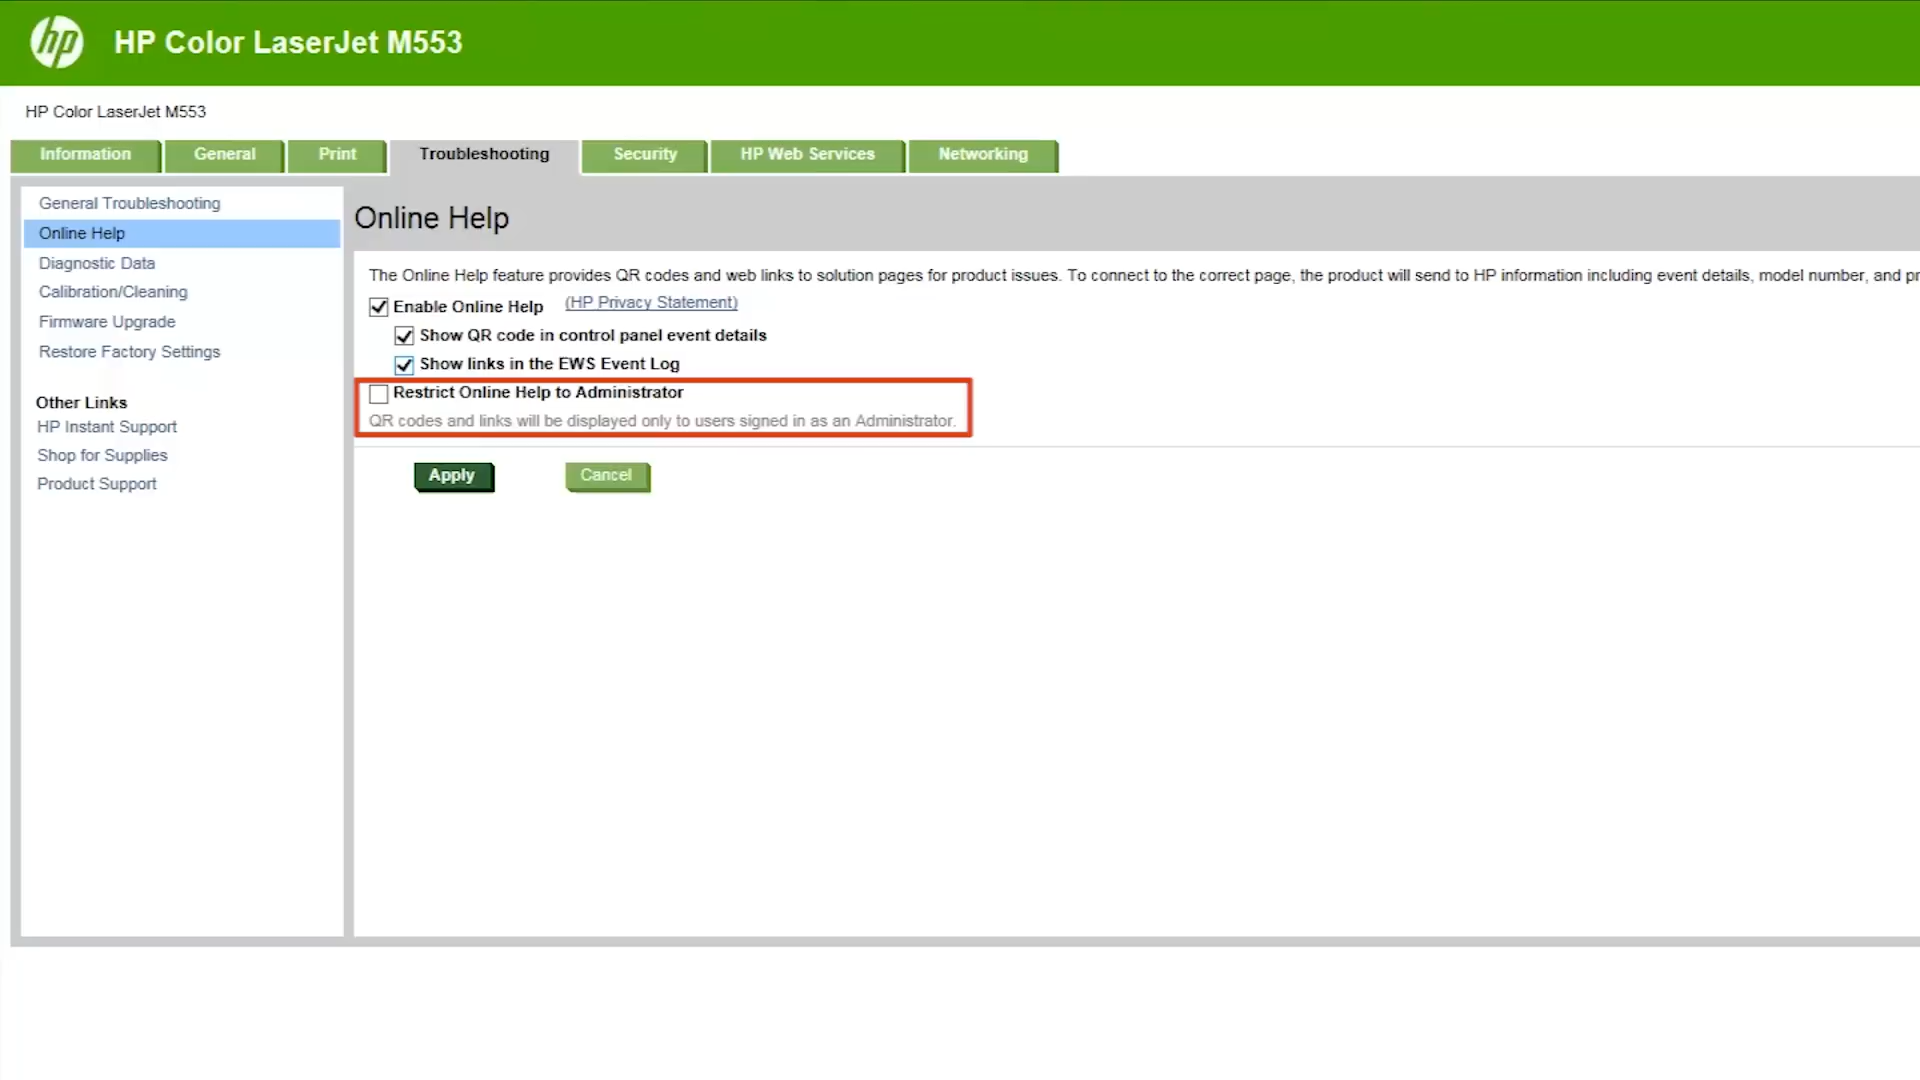 hp HP Color LaserJet M553
HP Color LaserJet M553
Information General Print Troubleshooting Security HP Web Services Networking
General Troubleshooting
Online Help
Diagnostic Data
Calibration/Cleaning
Firmware Upgrade
Restore Factory Settings
Other Links
HP Instant Support
Shop for Supplies
Product Support
Online Help
The Online Help feature provides QR codes and web links to solution pages for product issues. To connect to the correct page, the product will send to HP information including event details, model number, and pr
Enable Online Help (HP Privacy Statement)
Show QR code in control panel event details
Show links in the EWS Event Log
Restrict Online Help to Administrator
QR codes and links will be displayed only to users signed in as an Administrator.
Apply Cancel